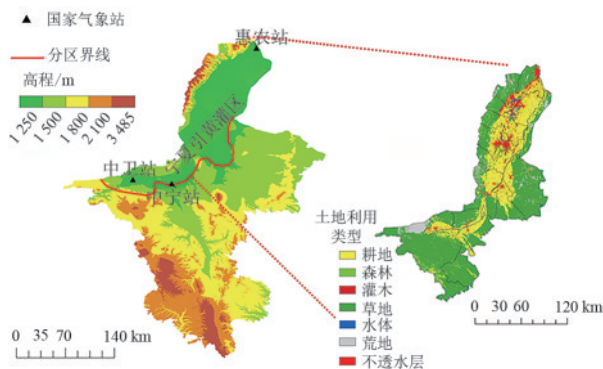 国家气象站
分区界线
高程/m
1 250
1 500
1 800
2 100
3 485
惠农站
宁夏引黄灌区
中卫站
中宁站
0 35 70 140 km
土地利用
类型
耕地
森林
灌木
草地
水体
荒地
不透水层
0 30 60 120 km